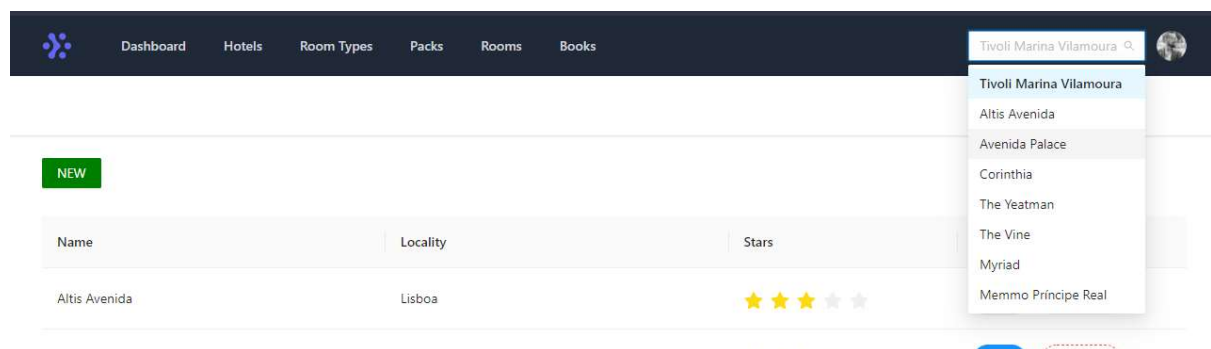 Dashboard Hotels Room Types Packs Rooms Books Tivoli Marina Vilamoura
Tivoli Marina Vilamoura
Altis Avenida
Avenida Palace
Corinthia
The Yeatman
The Vine
Myriad
Memmo Príncipe Real
NEW
Name Locality Stars
Altis Avenida Lisboa